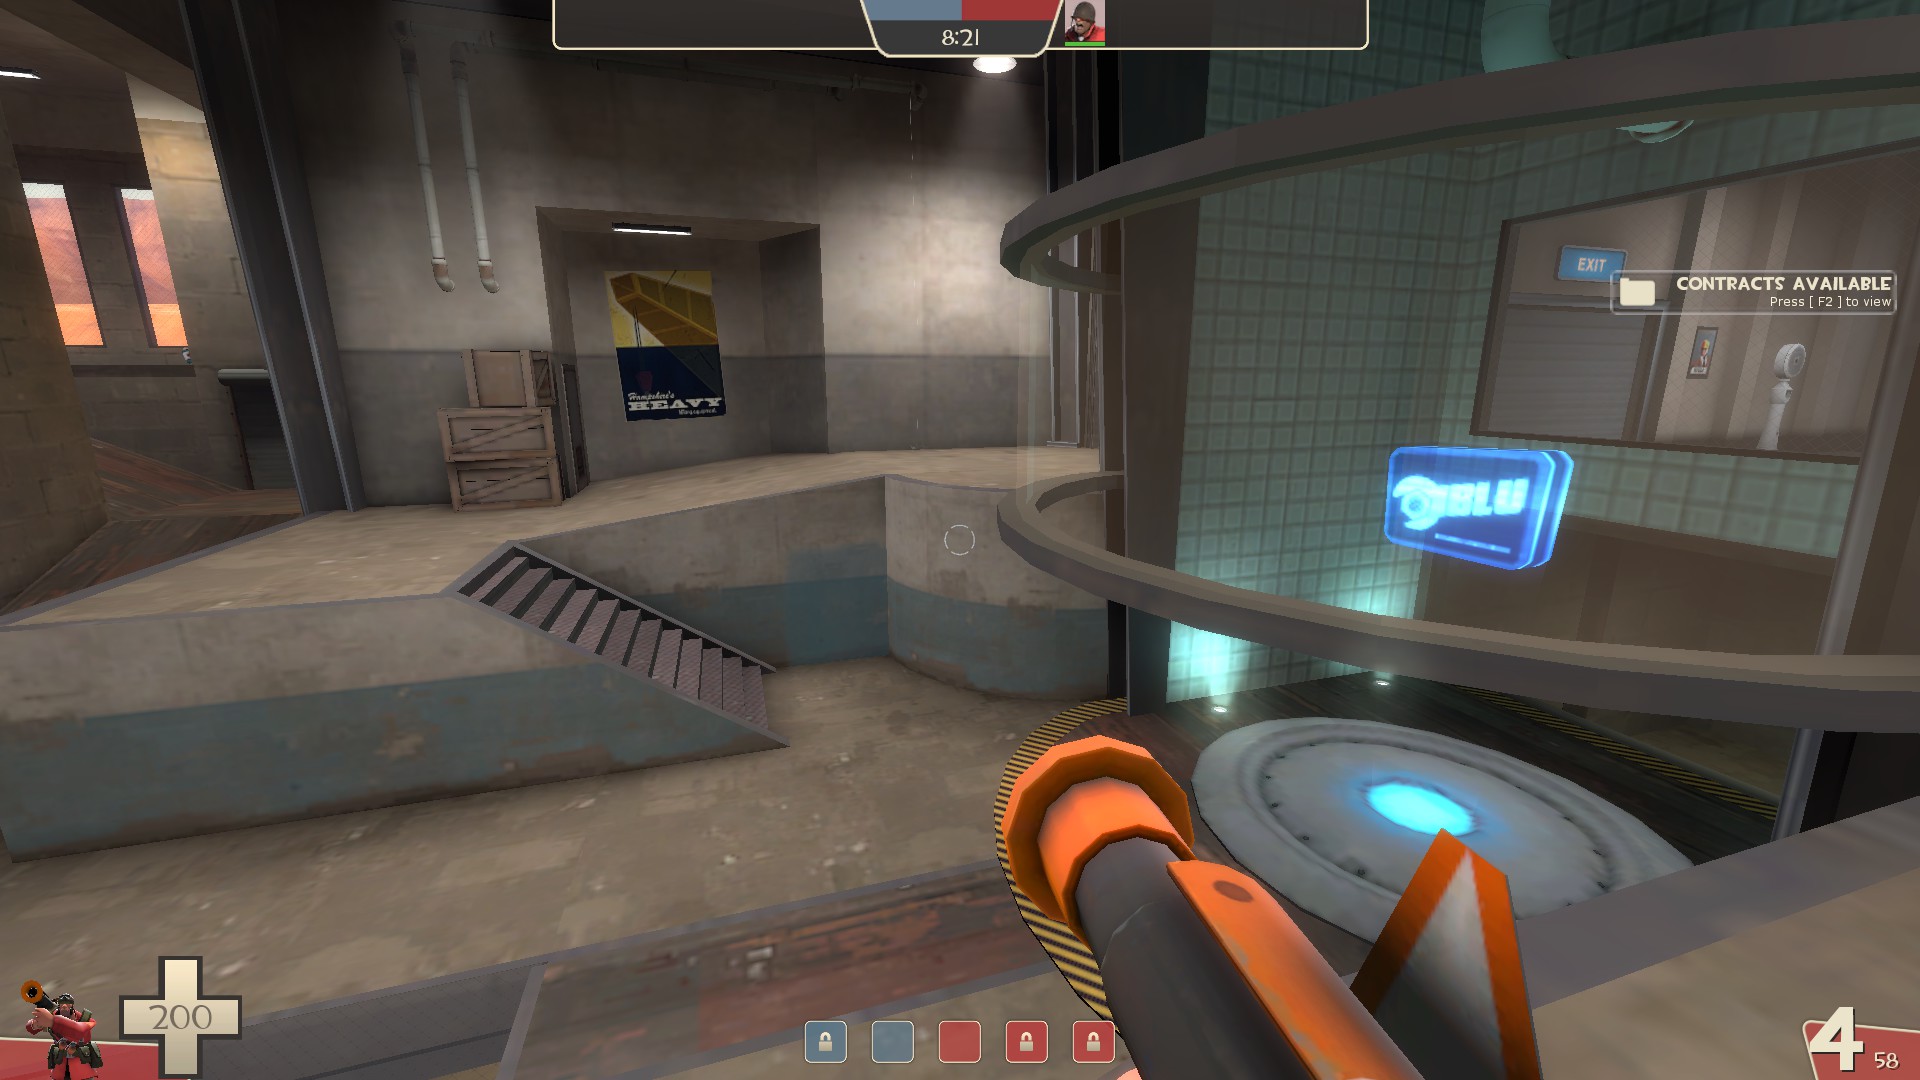 8:21
EXIT
CONTRACTS AVAILABLE
Press [ F2 ] to view
HEAVY
BLU
200
4
58